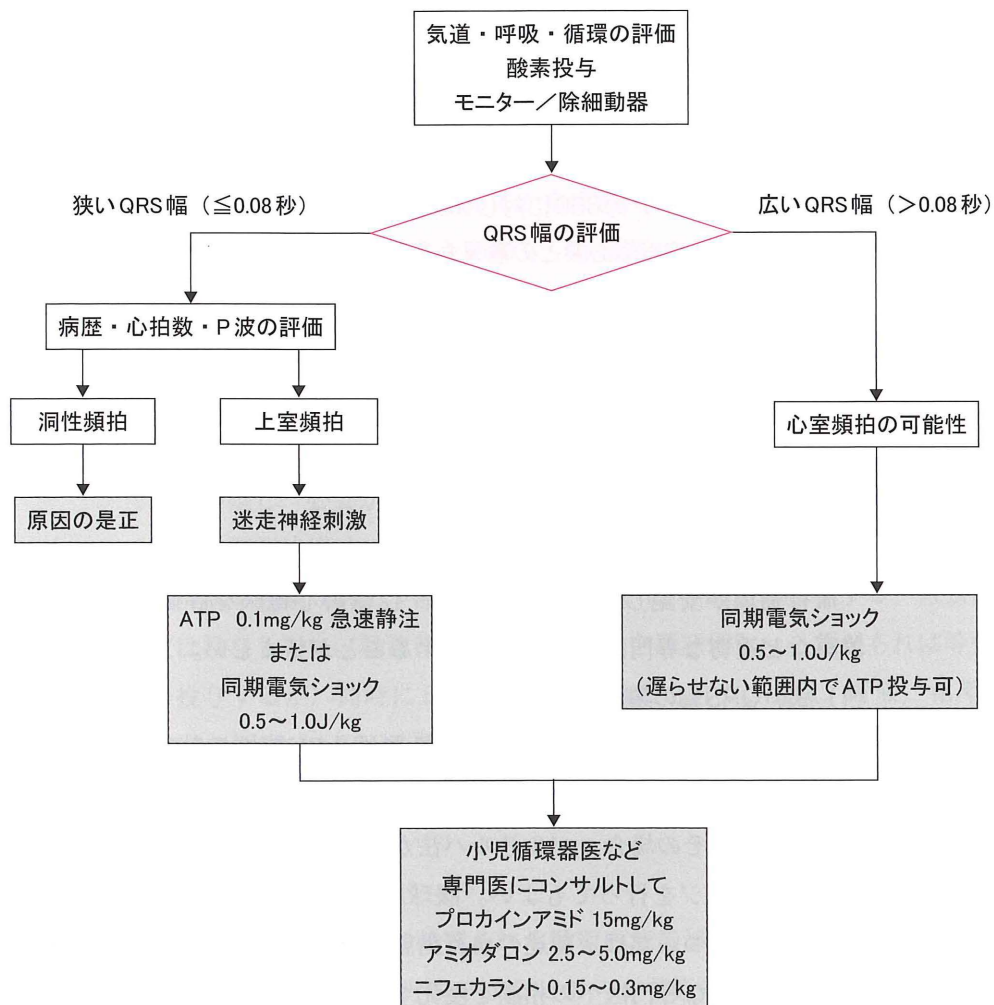 気道・呼吸・循環の評価
酸素投与
モニター／除細動器
狭いQRS幅（≦0.08秒）
広いQRS幅（＞0.08秒）
QRS幅の評価
病歴・心拍数・P波の評価
洞性頻拍
上室頻拍
心室頻拍の可能性
原因の是正
迷走神経刺激
ATP 0.1mg/kg 急速静注
または
同期電気ショック
0.5～1.0J/kg
同期電気ショック
0.5～1.0J/kg
（遅らせない範囲内でATP投与可）
小児循環器医など
専門医にコンサルトして
プロカインアミド 15mg/kg
アミオダロン 2.5～5.0mg/kg
ニフェカラント 0.15～0.3mg/kg